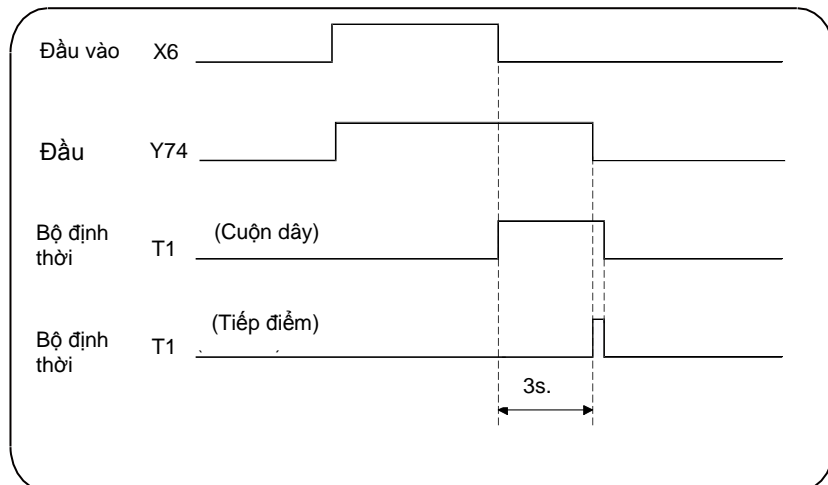 Đầu vào X6
Đầu Y74
Bộ định
thời
T1
(Cuộn dây)
Bộ định
thời
T1
(Tiếp điểm)
3s.